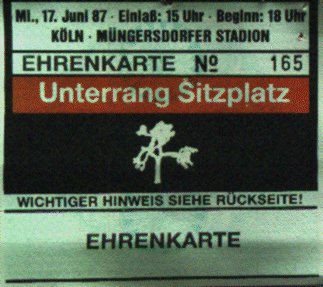 Mi., 17. Juni 87 · Einlaß: 15 Uhr · Beginn: 18 Uhr
KÖLN · MÜNGERSDORFER STADION
EHRENKARTE Nº 165
Unterrang Sitzplatz
WICHTIGER HINWEIS SIEHE RÜCKSEITE!
EHRENKARTE